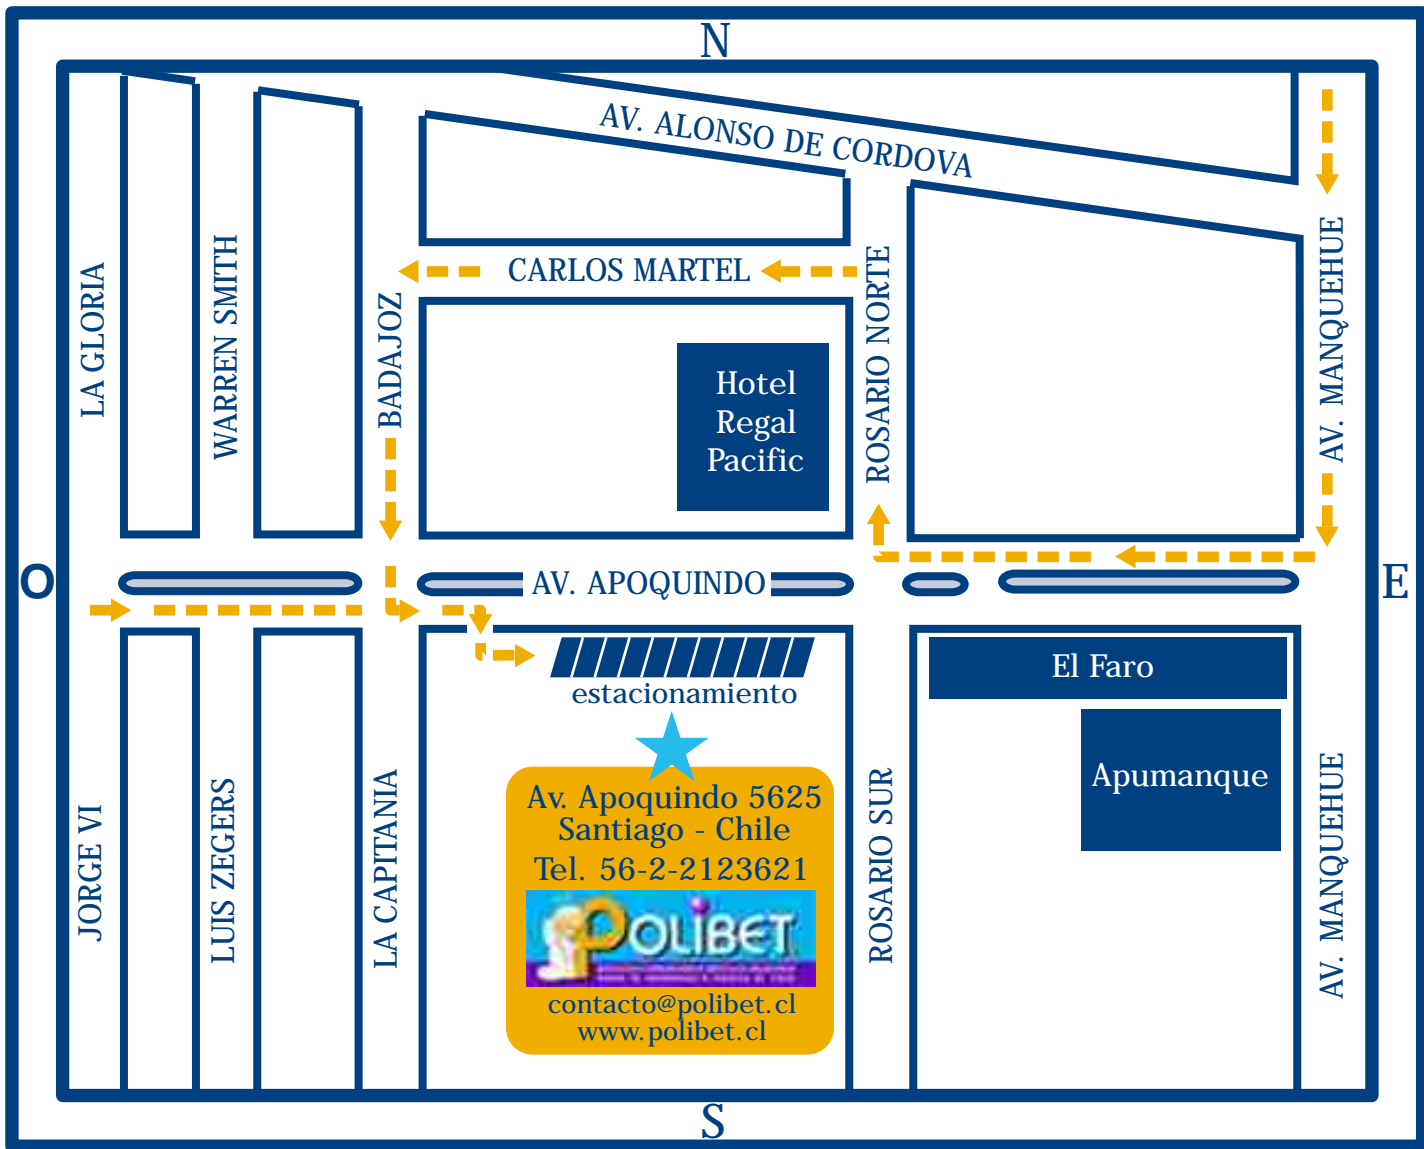 N
AV. ALONSO DE CORDOVA
CARLOS MARTEL
LA GLORIA
WARREN SMITH
BADAJOZ
ROSARIO NORTE
AV. MANQUEHUE
Hotel
Regal
Pacific
O
AV. APOQUINDO
E
estacionamiento
El Faro
Apumanque
JORGE VI
LUIS ZEGERS
LA CAPITANIA
ROSARIO SUR
AV. MANQUEHUE
Av. Apoquindo 5625
Santiago - Chile
Tel. 56-2-2123621
POLIBET
contacto@polibet.cl
www.polibet.cl
S